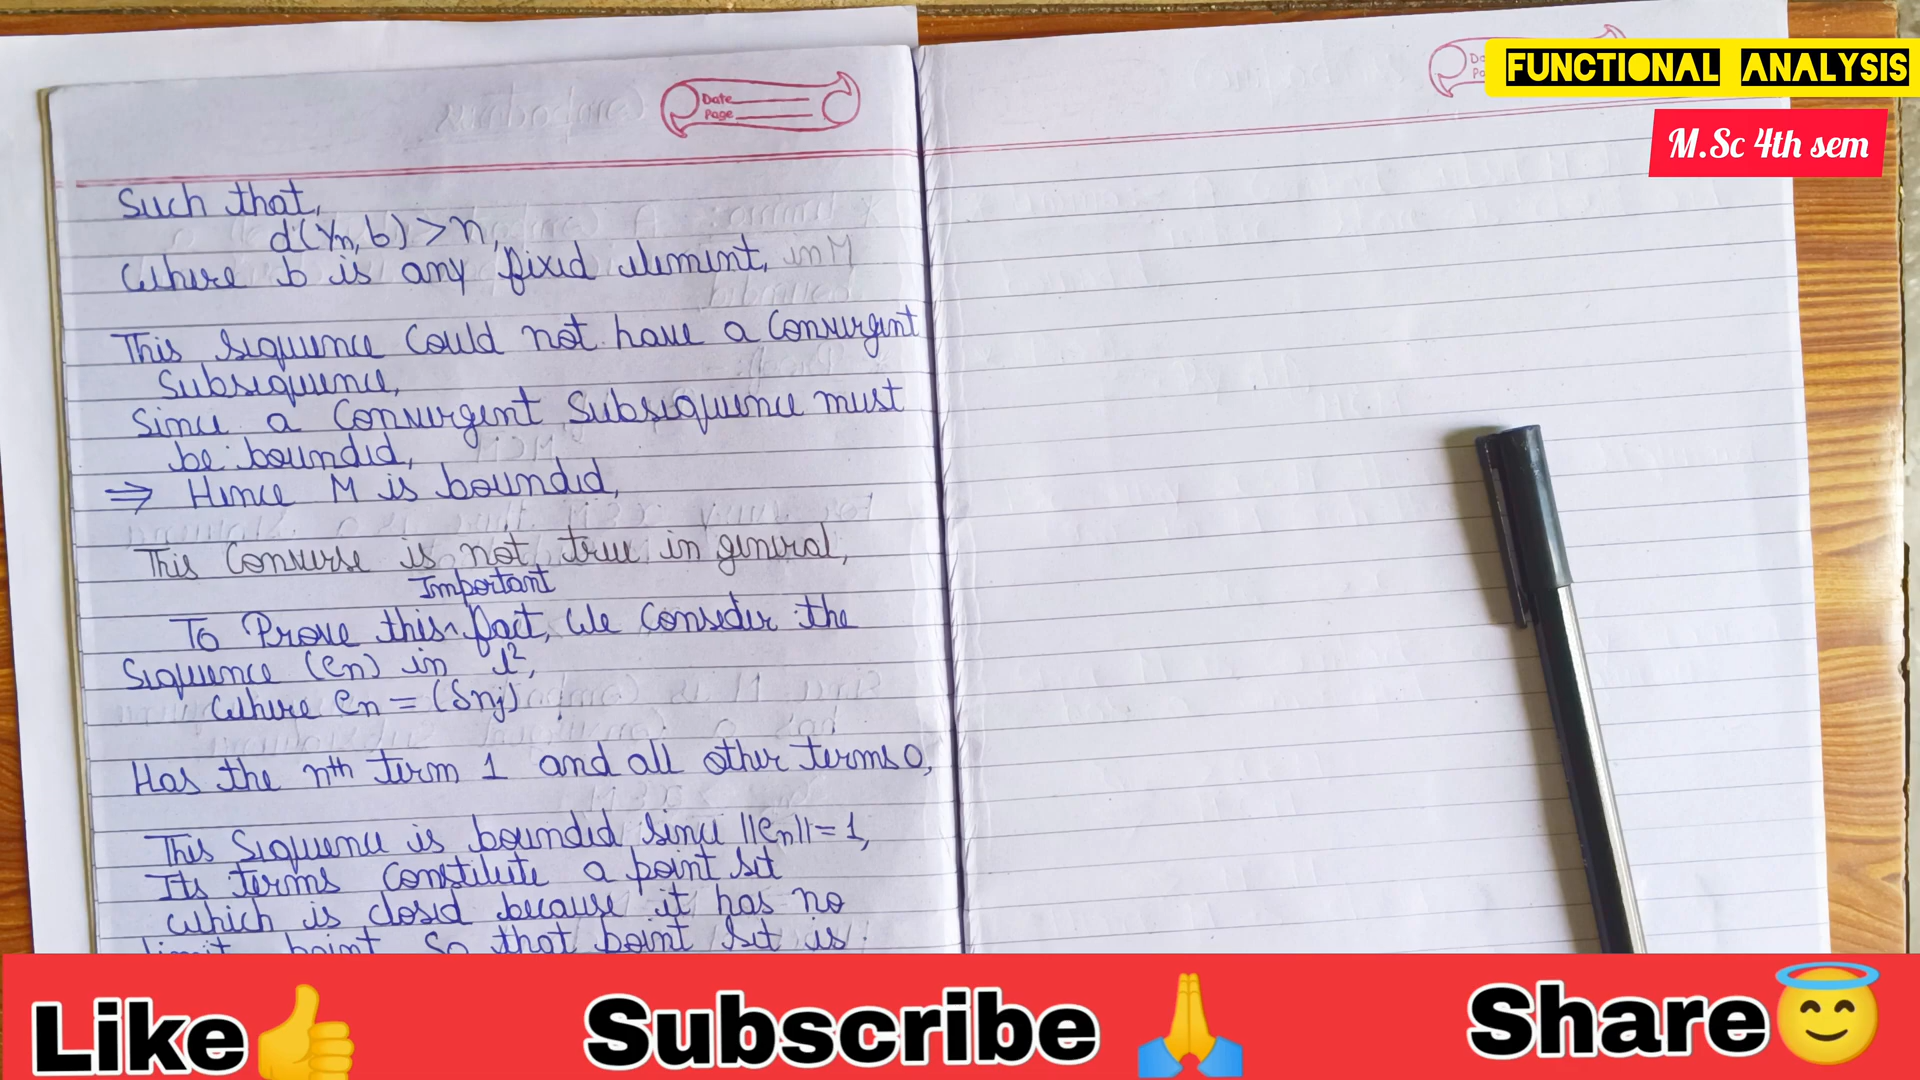 Date
Page
FUNCTIONAL ANALYSIS
M.Sc 4th sem
Such that,
d(Yn, b) > n,
Where b is any fixed element, in M
This sequence Could not have a Convergent
Subsequence,
Since a Convergent Subsequence must
be bounded,
⇒ Hence M is bounded,
This Converse is not true in general,
Important
To Prove this^ fact, We Consider the
Sequence (en) in l²,
Where en = (δnj)
Has the nth term 1 and all other terms 0,
This Sequence is bounded since ||en|| = 1,
Its terms Constitute a point set
Which is closed because it has no
limit point So that point set is
Like👍 Subscribe 🙏 Share😇